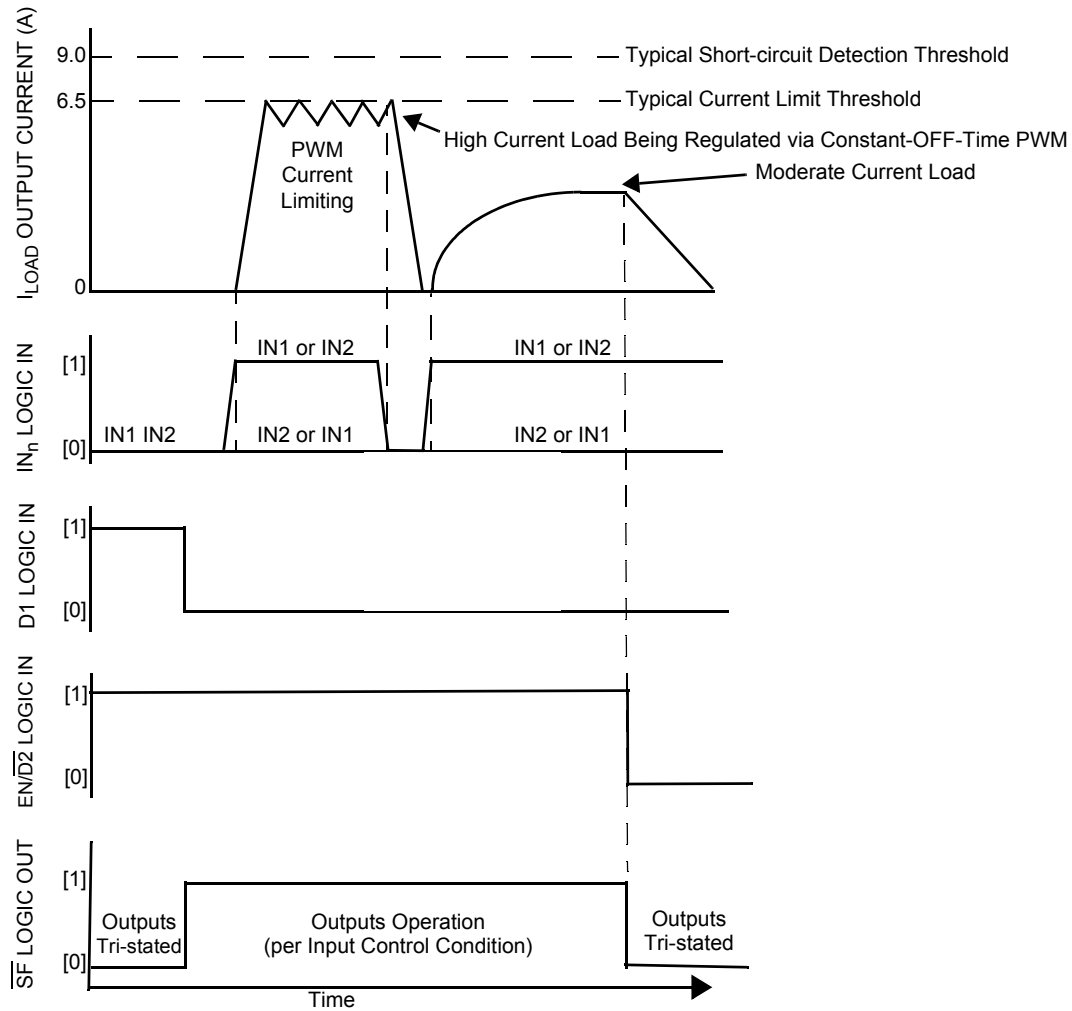 I_LOAD OUTPUT CURRENT (A)
9.0
Typical Short-circuit Detection Threshold
6.5
Typical Current Limit Threshold
High Current Load Being Regulated via Constant-OFF-Time PWM
PWM
Current
Limiting
Moderate Current Load
0
IN_n LOGIC IN
[1]
IN1 or IN2
IN1 or IN2
[0]
IN1 IN2
IN2 or IN1
IN2 or IN1
D1 LOGIC IN
[1]
[0]
EN/D̅2̅ LOGIC IN
[1]
[0]
S̅F̅ LOGIC OUT
[1]
[0]
Outputs
Tri-stated
Outputs Operation
(per Input Control Condition)
Outputs
Tri-stated
Time